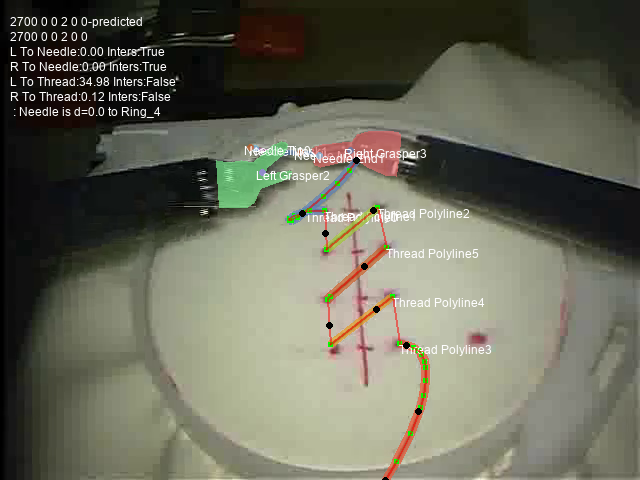 2700 0 0 2 0 0-predicted
2700 0 0 2 0 0
L To Needle:0.00 Inters:True
R To Needle:0.00 Inters:True
L To Thread:34.98 Inters:False
R To Thread:0.12 Inters:False
: Needle is d=0.0 to Ring_4
Right Grasper3
Left Grasper2
Thread Polyline2
Thread Polyline5
Thread Polyline4
Thread Polyline3